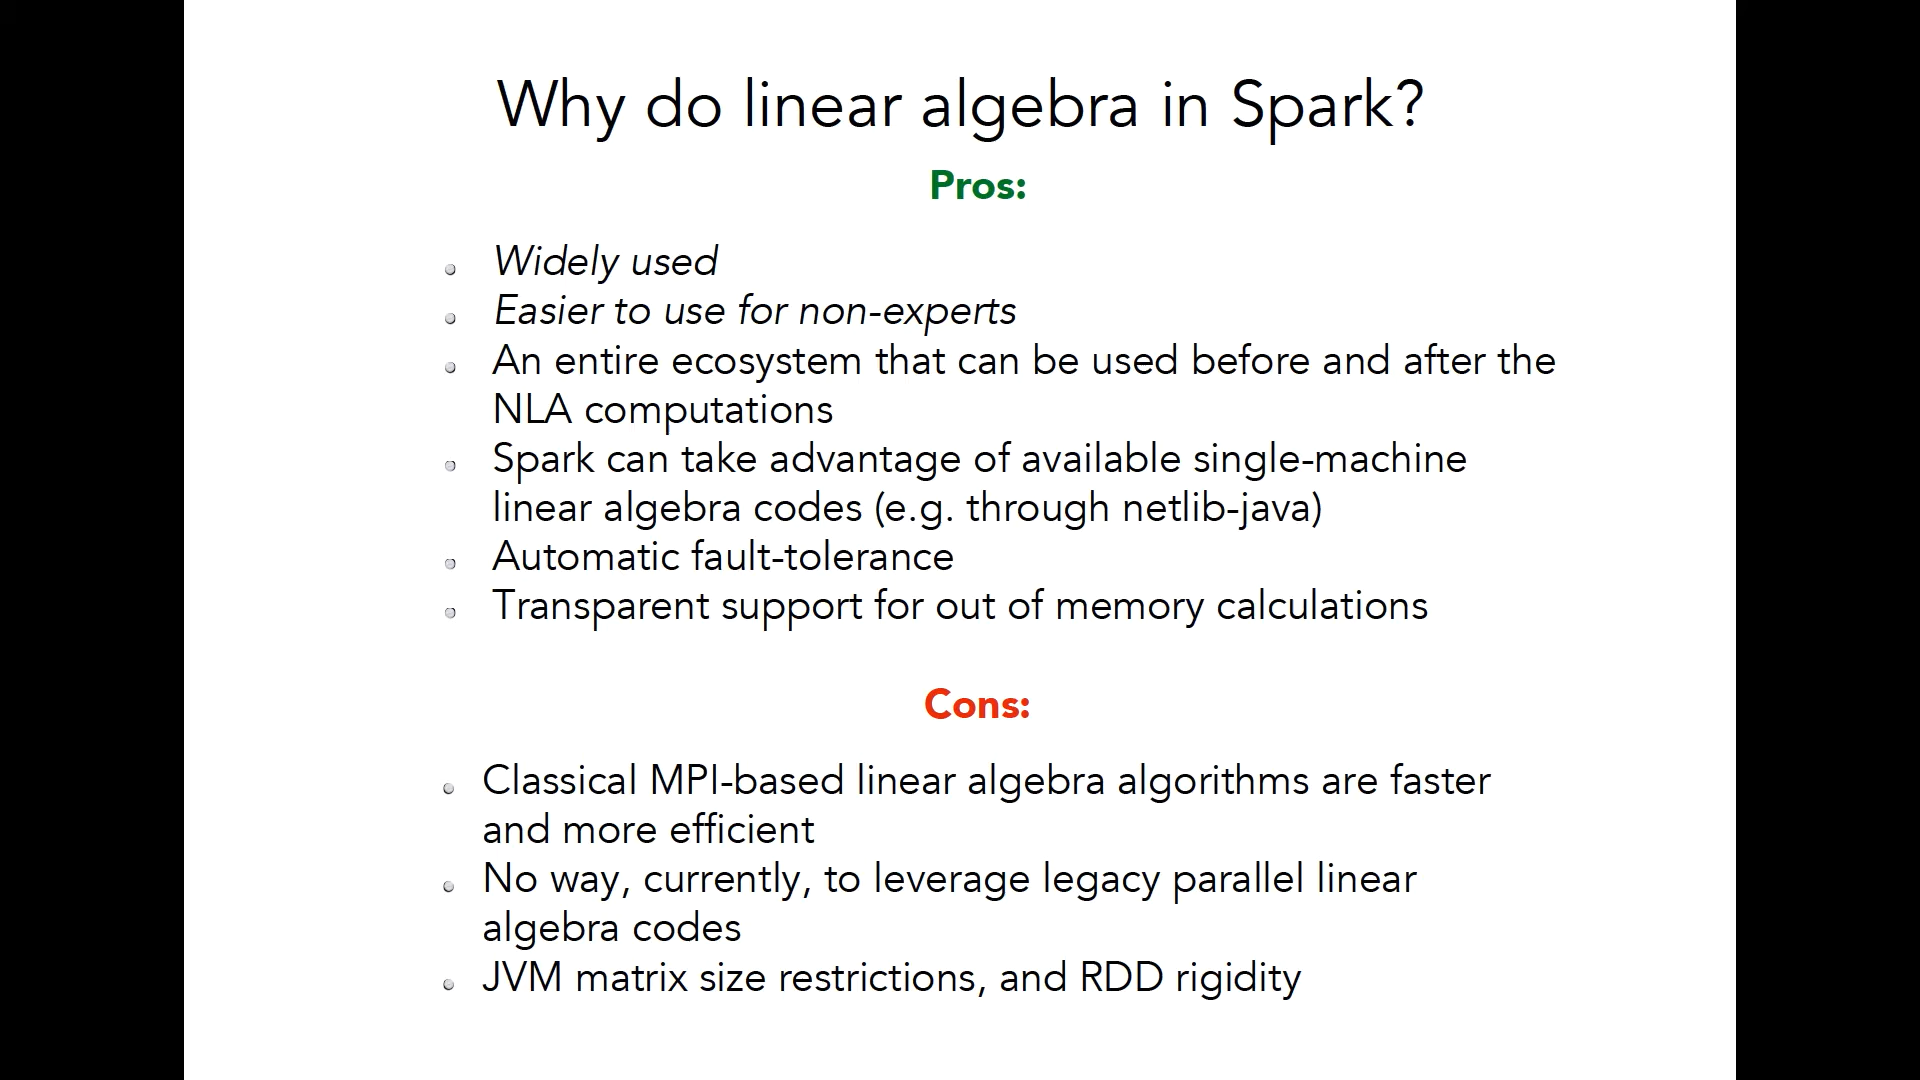 Why do linear algebra in Spark?
Pros:
Widely used
Easier to use for non-experts
An entire ecosystem that can be used before and after the
NLA computations
Spark can take advantage of available single-machine
linear algebra codes (e.g. through netlib-java)
Automatic fault-tolerance
Transparent support for out of memory calculations
Cons:
Classical MPI-based linear algebra algorithms are faster
and more efficient
No way, currently, to leverage legacy parallel linear
algebra codes
JVM matrix size restrictions, and RDD rigidity